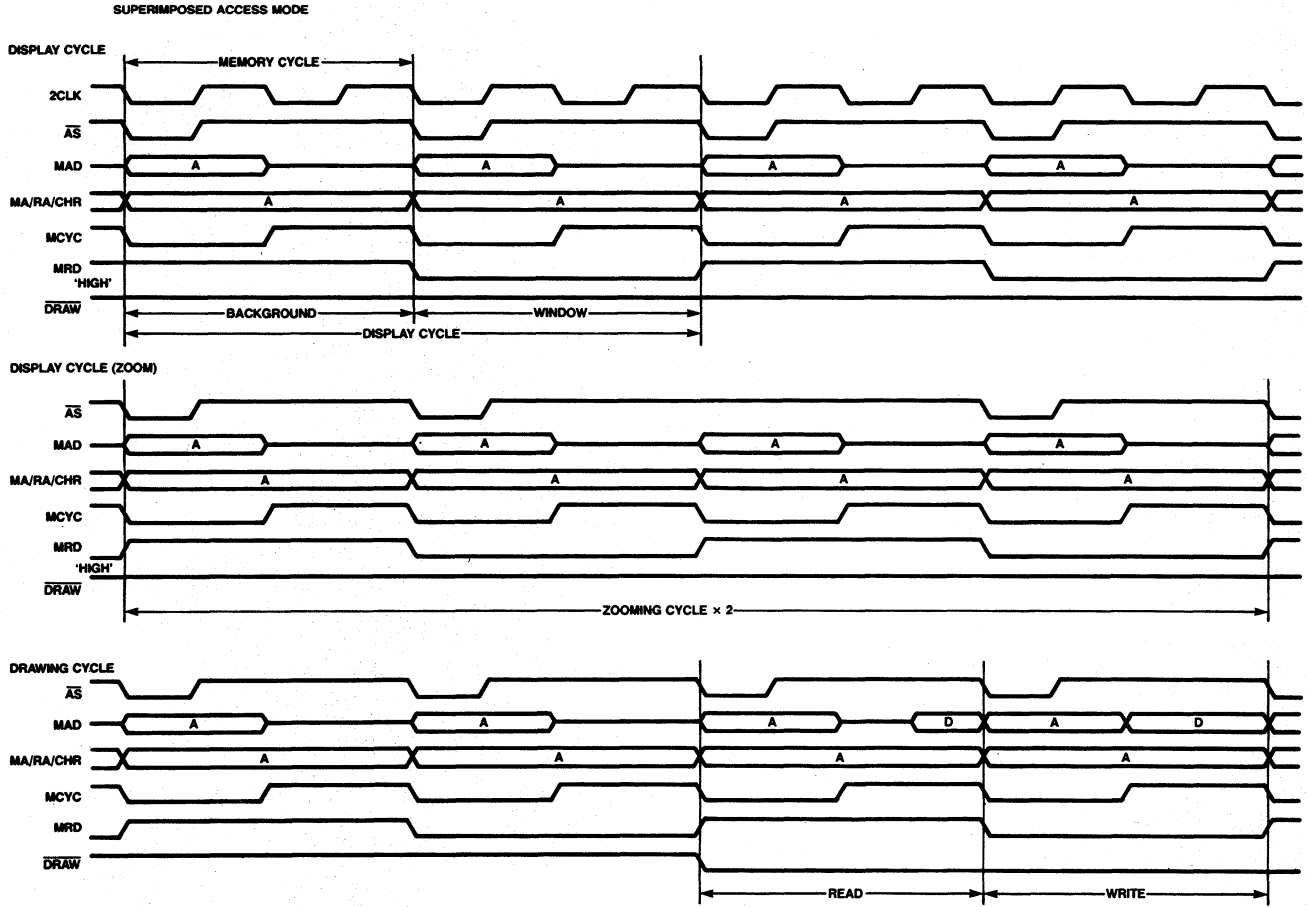 SUPERIMPOSED ACCESS MODE
DISPLAY CYCLE
MEMORY CYCLE
2CLK
AS
MAD A A A A
MA/RA/CHR A A A A
MCYC
MRD
'HIGH'
DRAW
BACKGROUND WINDOW
DISPLAY CYCLE
DISPLAY CYCLE (ZOOM)
AS
MAD A A A A
MA/RA/CHR A A A A
MCYC
MRD
'HIGH'
DRAW
ZOOMING CYCLE × 2
DRAWING CYCLE
AS
MAD A A A D A D
MA/RA/CHR A A A A
MCYC
MRD
DRAW
READ WRITE